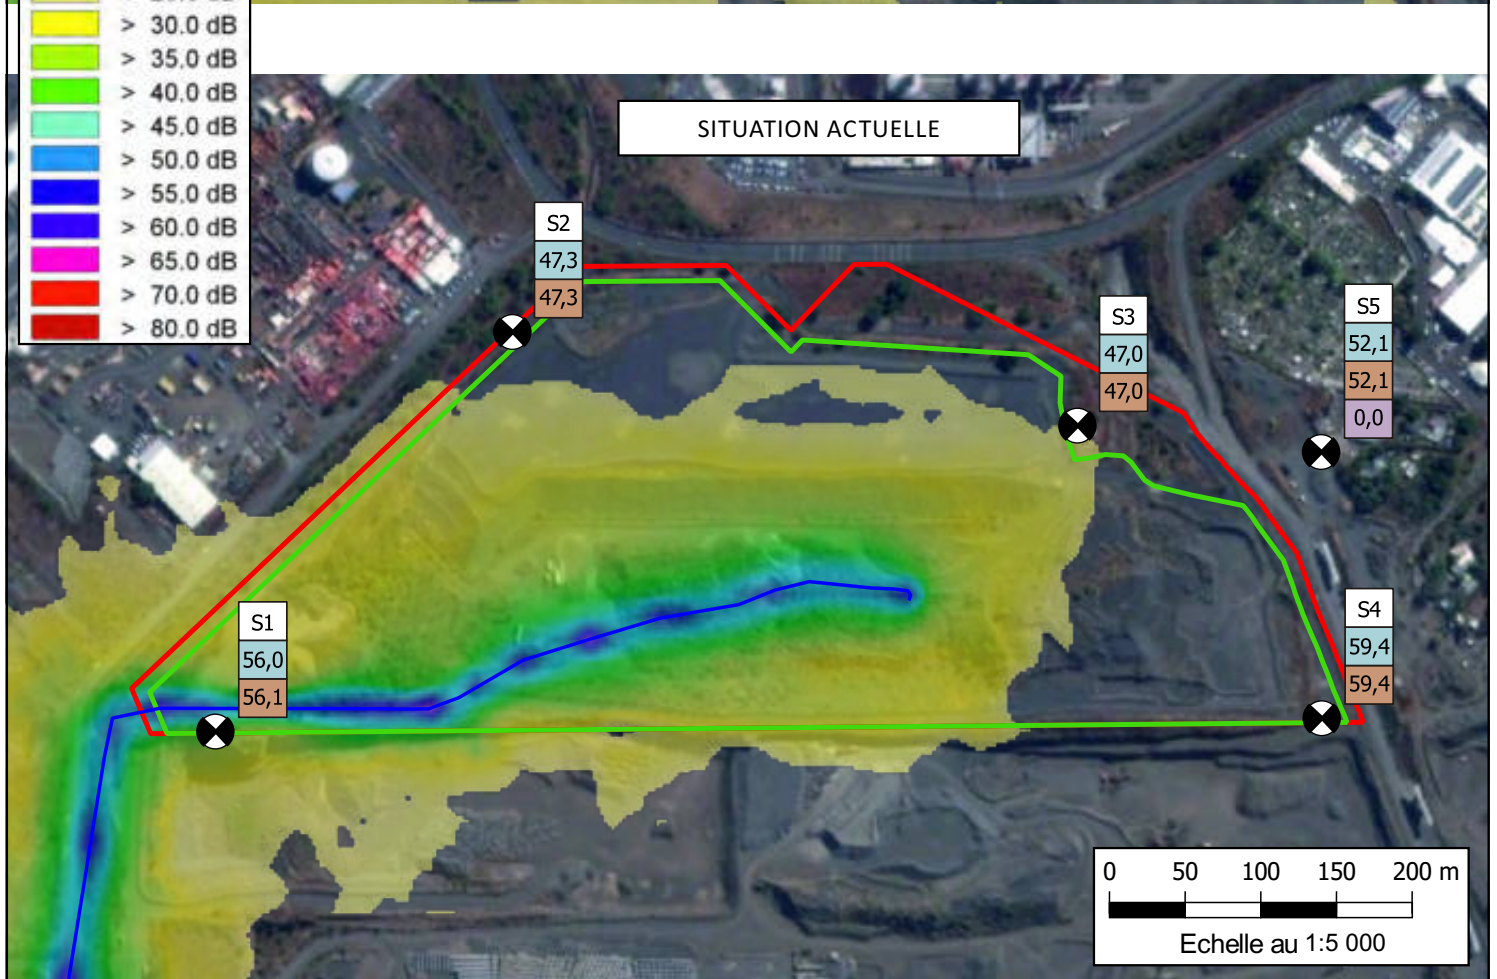 > 30.0 dB
> 35.0 dB
> 40.0 dB
> 45.0 dB
> 50.0 dB
> 55.0 dB
> 60.0 dB
> 65.0 dB
> 70.0 dB
> 80.0 dB
SITUATION ACTUELLE
S2
47,3
47,3
S3
47,0
47,0
S5
52,1
52,1
0,0
S1
56,0
56,1
S4
59,4
59,4
0 50 100 150 200 m
Echelle au 1:5 000